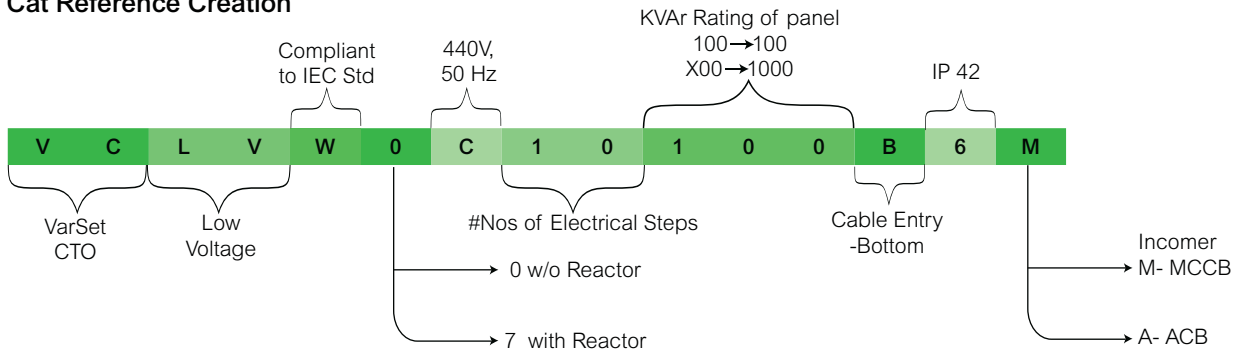 Cat Reference Creation
KVAr Rating of panel
100→100
X00→1000
Compliant
to IEC Std
440V,
50 Hz
IP 42
V C L V W 0 C 1 0 1 0 0 B 6 M
VarSet
CTO
Low
Voltage
#Nos of Electrical Steps
Cable Entry
-Bottom
0 w/o Reactor
7 with Reactor
Incomer
M- MCCB
A- ACB